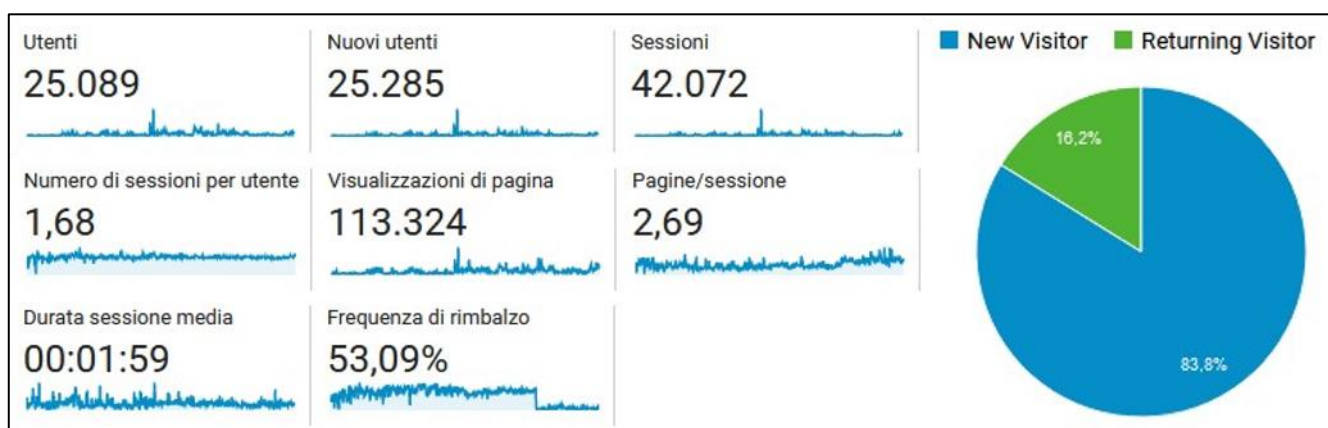 Utenti
25.089
Nuovi utenti
25.285
Sessioni
42.072
Numero di sessioni per utente
1,68
Visualizzazioni di pagina
113.324
Pagine/sessione
2,69
Durata sessione media
00:01:59
Frequenza di rimbalzo
53,09%
New Visitor
Returning Visitor
16,2%
83,8%